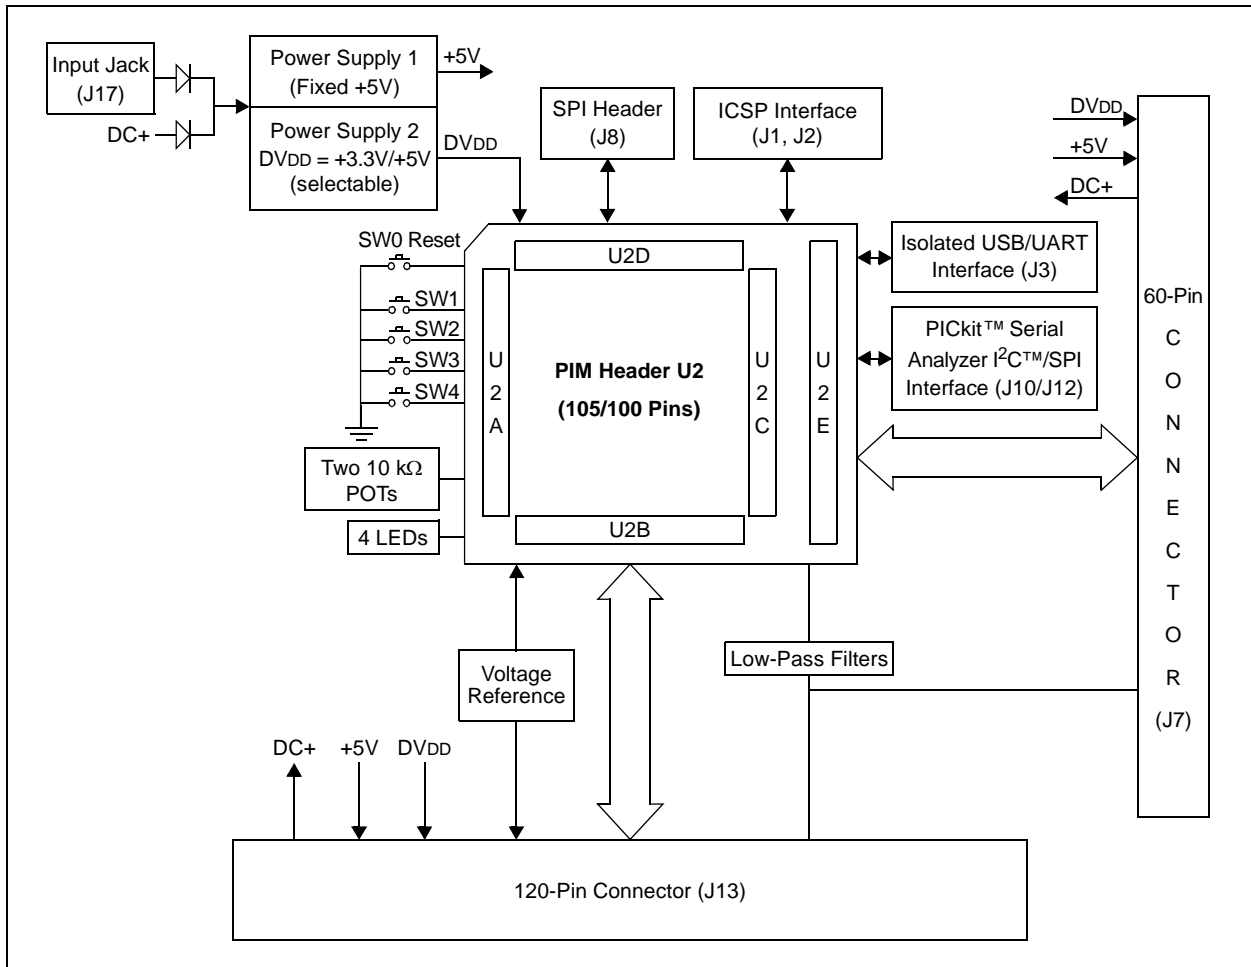 Input Jack
(J17)
DC+
Power Supply 1
(Fixed +5V)
+5V
Power Supply 2
DVDD = +3.3V/+5V
(selectable)
DVDD
SPI Header
(J8)
ICSP Interface
(J1, J2)
DVDD
+5V
DC+
SW0 Reset
SW1
SW2
SW3
SW4
Two 10 kΩ
POTs
4 LEDs
U2D
U2A
PIM Header U2
(105/100 Pins)
U2C
U2E
U2B
Isolated USB/UART
Interface (J3)
PICkit™ Serial
Analyzer I²C™/SPI
Interface (J10/J12)
60-Pin
CONNECTOR
(J7)
Voltage
Reference
Low-Pass Filters
DC+
+5V
DVDD
120-Pin Connector (J13)